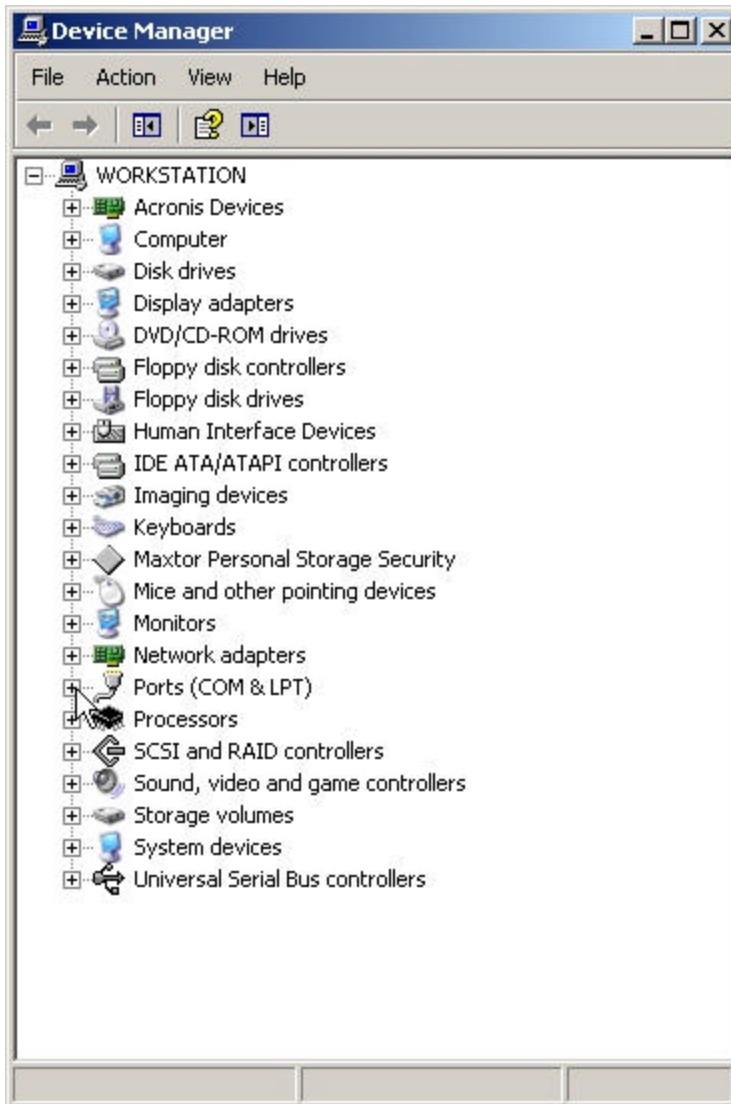 Device Manager
File Action View Help
WORKSTATION
Acronis Devices
Computer
Disk drives
Display adapters
DVD/CD-ROM drives
Floppy disk controllers
Floppy disk drives
Human Interface Devices
IDE ATA/ATAPI controllers
Imaging devices
Keyboards
Maxtor Personal Storage Security
Mice and other pointing devices
Monitors
Network adapters
Ports (COM & LPT)
Processors
SCSI and RAID controllers
Sound, video and game controllers
Storage volumes
System devices
Universal Serial Bus controllers